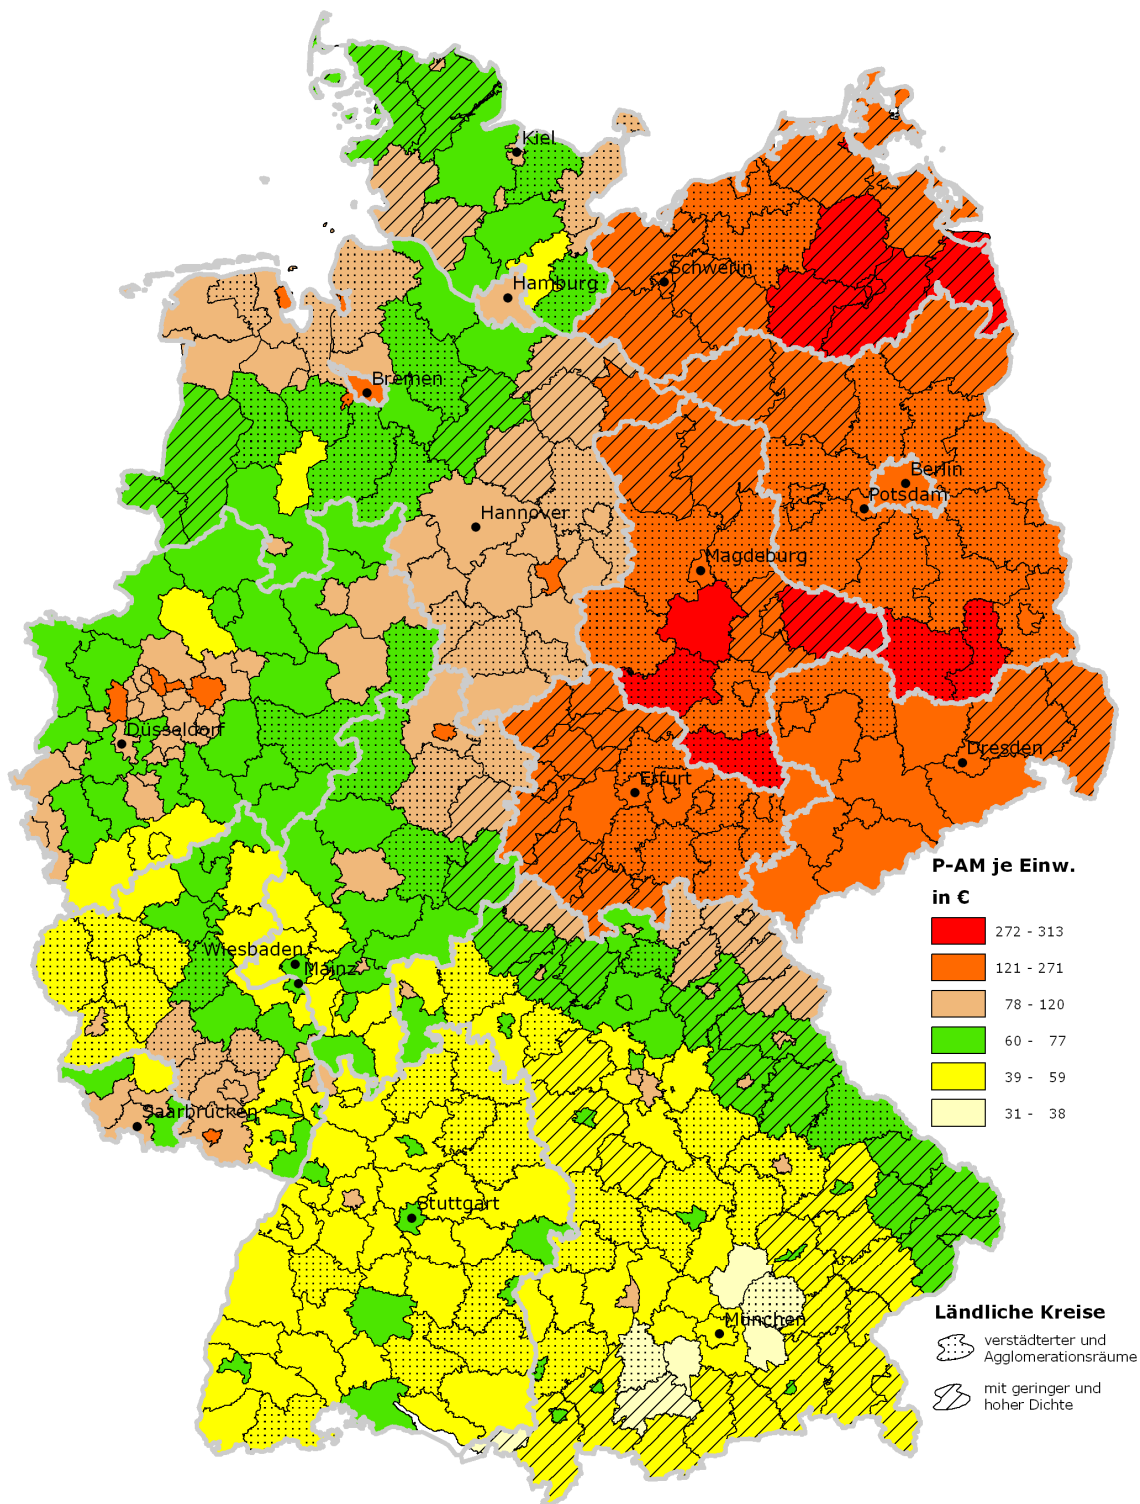 Kiel
Schwerin
Hamburg
Bremen
Berlin
Potsdam
Hannover
Magdeburg
Düsseldorf
Dresden
Erfurt
P-AM je Einw.
in €
272 - 313
121 - 271
78 - 120
60 - 77
39 - 59
31 - 38
Wiesbaden
Mainz
Saarbrücken
Stuttgart
München
Ländliche Kreise
verstädterter und
Agglomerationsräume
mit geringer und
hoher Dichte